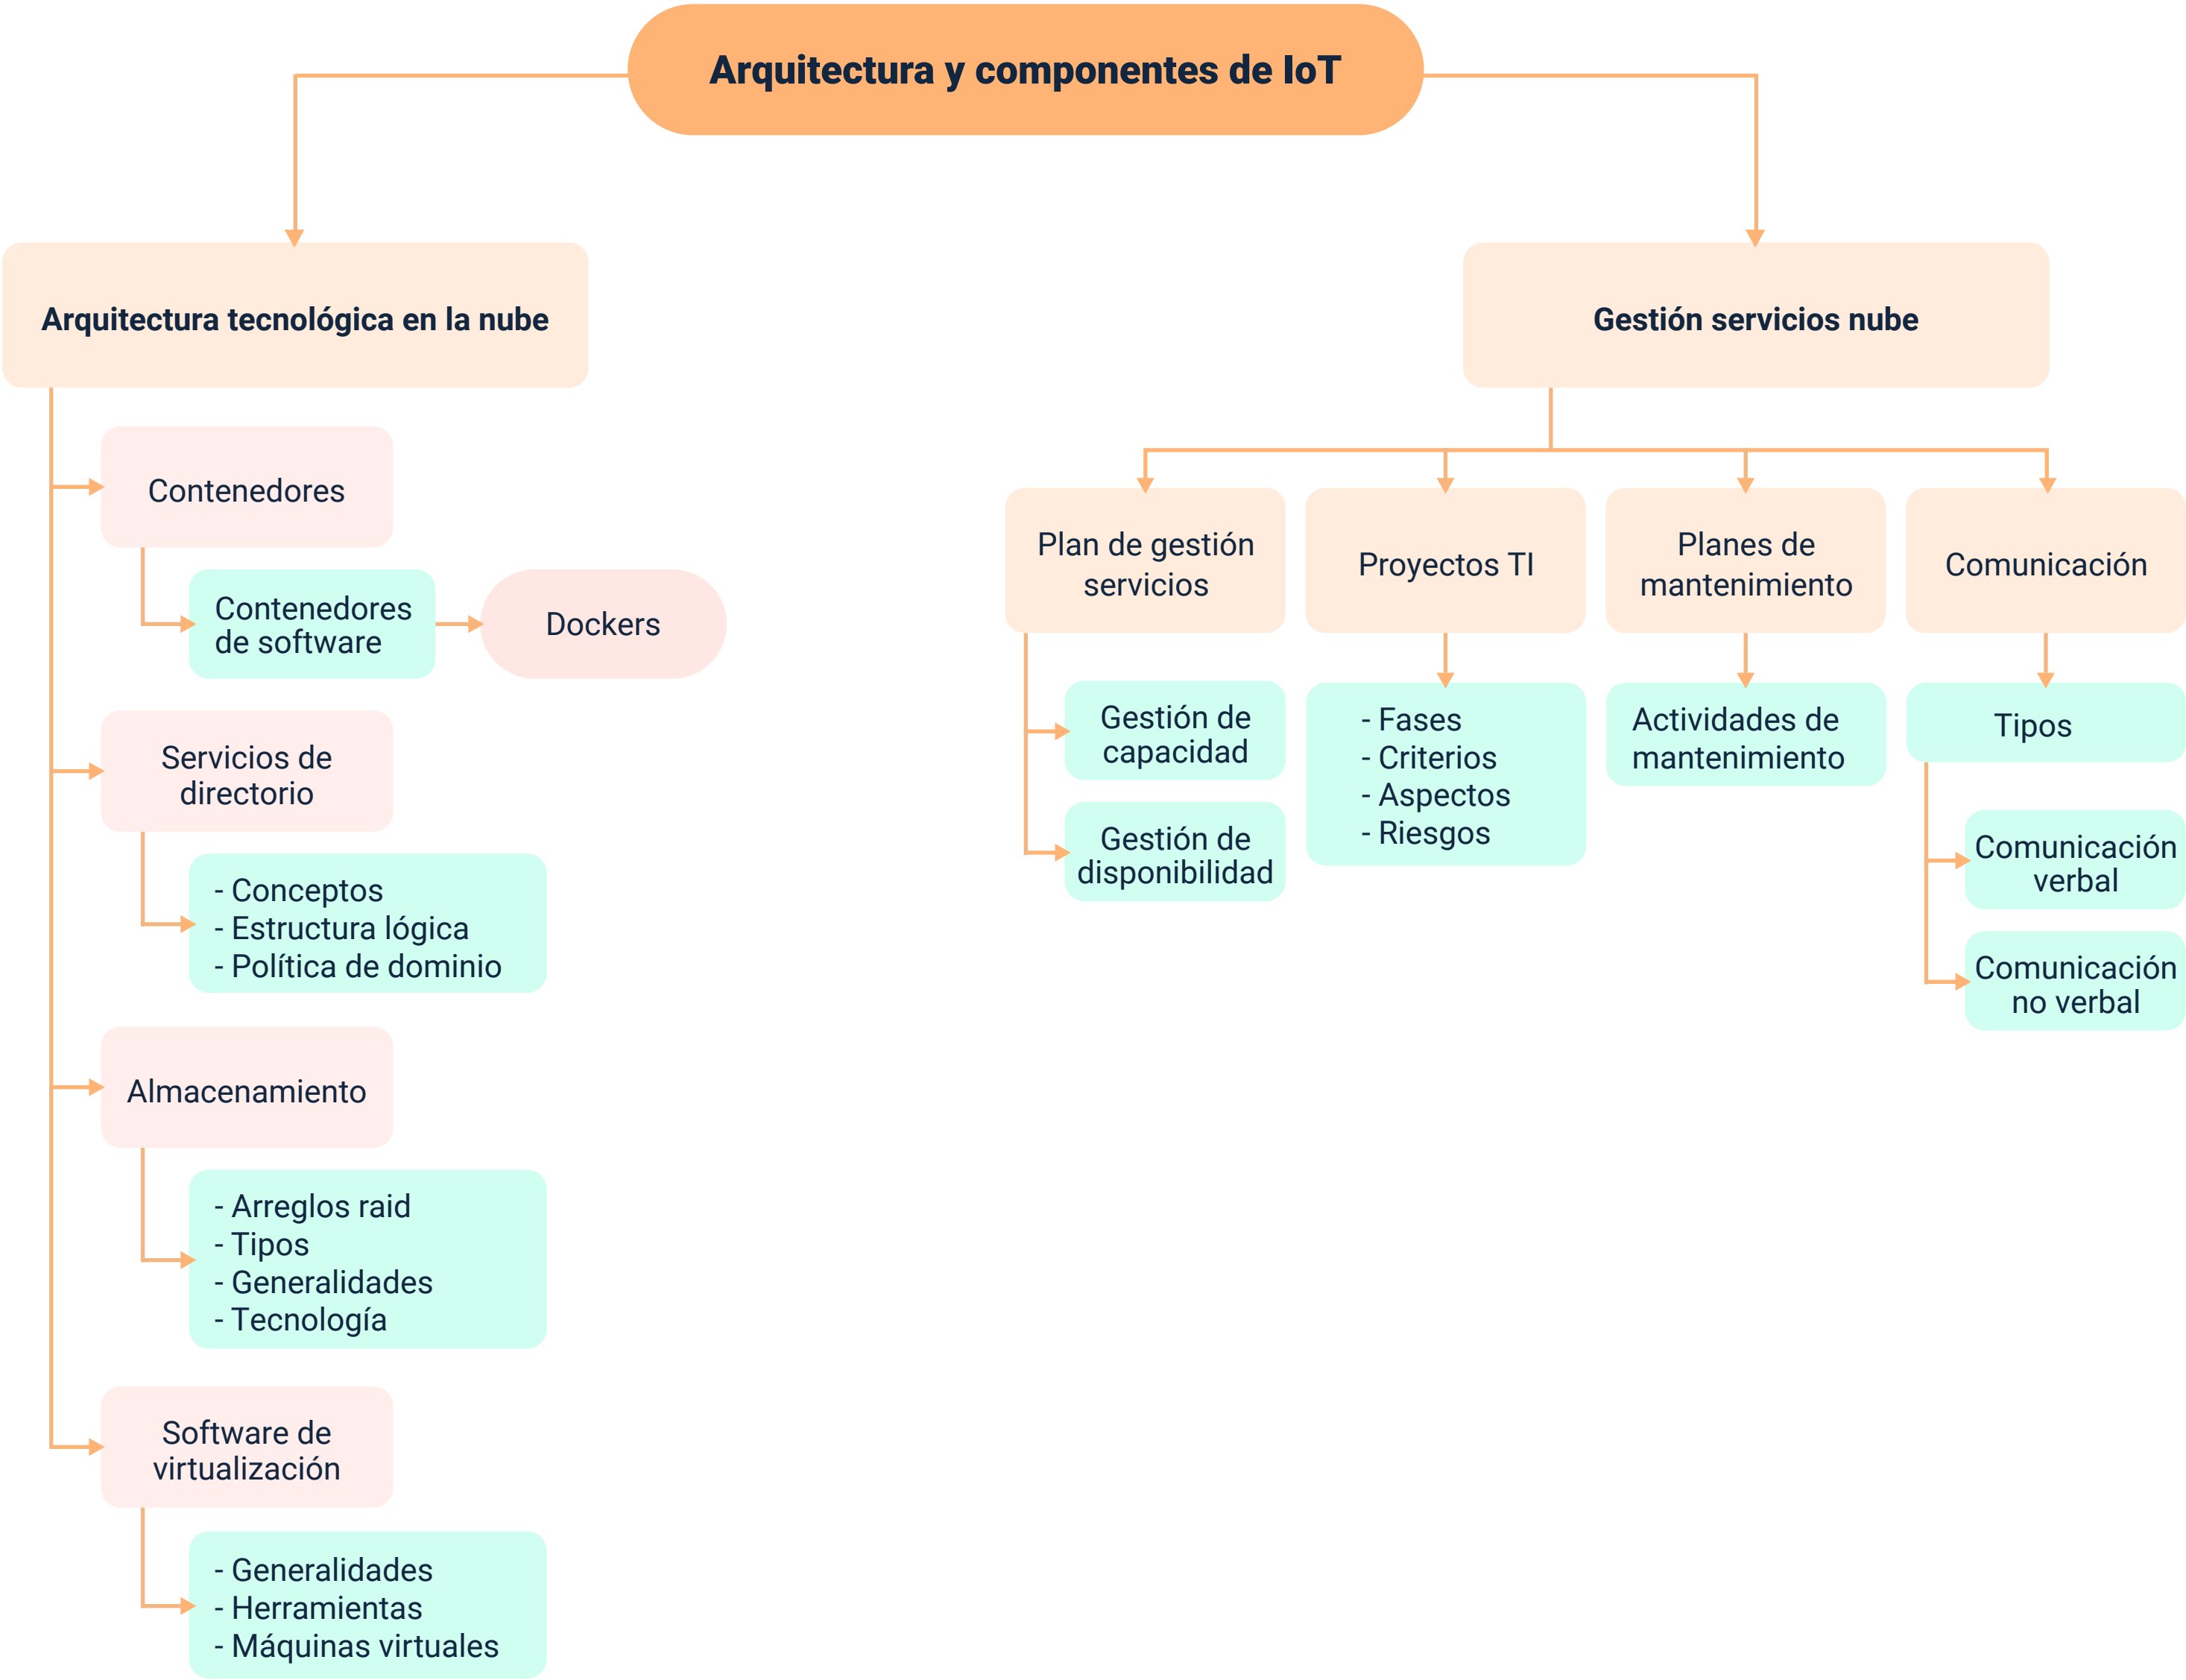 Arquitectura y componentes de IoT
Arquitectura tecnológica en la nube
Contenedores
Contenedores
de software
Dockers
Servicios de
directorio
- Conceptos
- Estructura lógica
- Política de dominio
Almacenamiento
- Arreglos raid
- Tipos
- Generalidades
- Tecnología
Software de
virtualización
- Generalidades
- Herramientas
- Máquinas virtuales
Gestión servicios nube
Plan de gestión
servicios
Gestión de
capacidad
Gestión de
disponibilidad
Proyectos TI
- Fases
- Criterios
- Aspectos
- Riesgos
Planes de
mantenimiento
Actividades de
mantenimiento
Comunicación
Tipos
Comunicación
verbal
Comunicación
no verbal